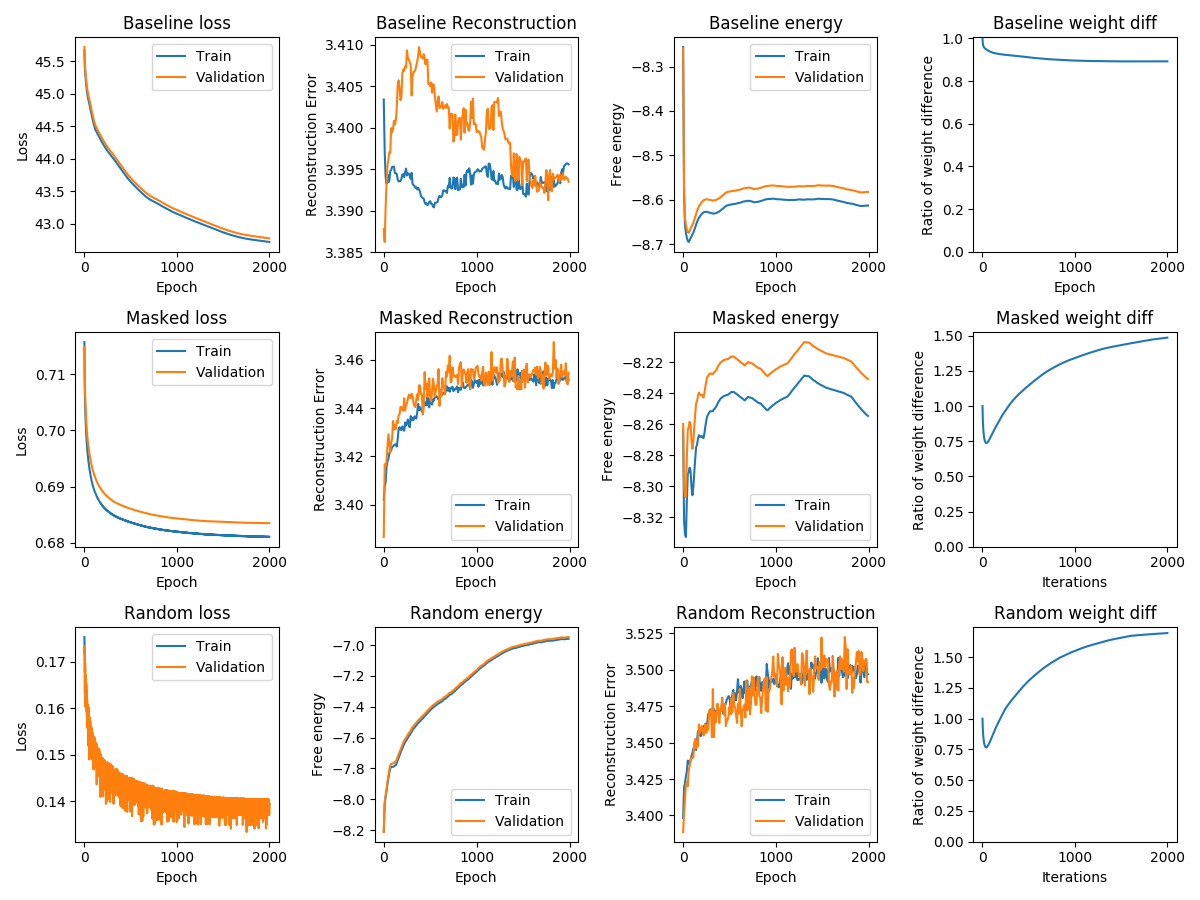 Baseline loss
45.5
45.0
44.5
44.0
43.5
43.0
Loss
0 1000 2000
Epoch
Train
Validation
Baseline Reconstruction
3.410
3.405
3.400
3.395
3.390
3.385
Reconstruction Error
0 1000 2000
Epoch
Train
Validation
Baseline energy
−8.3
−8.4
−8.5
−8.6
−8.7
Free energy
0 1000 2000
Epoch
Train
Validation
Baseline weight diff
1.0
0.8
0.6
0.4
0.2
0.0
Ratio of weight difference
0 1000 2000
Epoch
Masked loss
0.71
0.70
0.69
0.68
Loss
0 1000 2000
Epoch
Train
Validation
Masked Reconstruction
3.46
3.44
3.42
3.40
Reconstruction Error
0 1000 2000
Epoch
Train
Validation
Masked energy
−8.22
−8.24
−8.26
−8.28
−8.30
−8.32
Free energy
0 1000 2000
Epoch
Train
Validation
Masked weight diff
1.50
1.25
1.00
0.75
0.50
0.25
0.00
Ratio of weight difference
0 1000 2000
Iterations
Random loss
0.17
0.16
0.15
0.14
Loss
0 1000 2000
Epoch
Train
Validation
Random energy
−7.0
−7.2
−7.4
−7.6
−7.8
−8.0
−8.2
Free energy
0 1000 2000
Epoch
Train
Validation
Random Reconstruction
3.525
3.500
3.475
3.450
3.425
3.400
Reconstruction Error
0 1000 2000
Epoch
Train
Validation
Random weight diff
1.50
1.25
1.00
0.75
0.50
0.25
0.00
Ratio of weight difference
0 1000 2000
Iterations